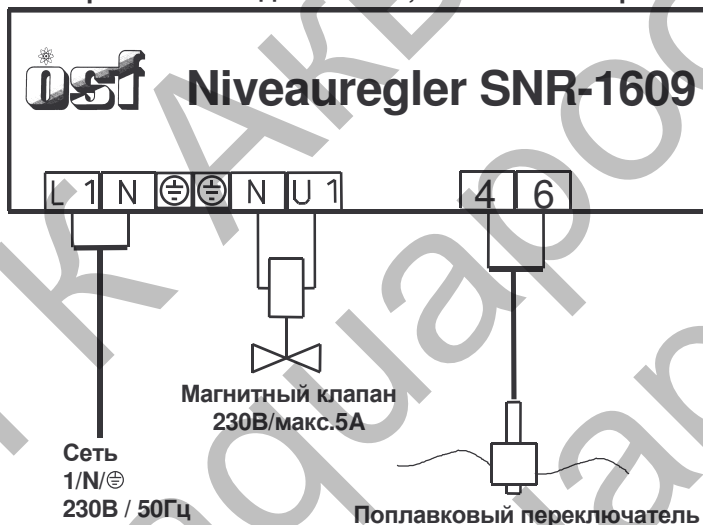 osf Niveauregler SNR-1609
L 1 N N U 1 4 6
Магнитный клапан
230В/макс.5А
Сеть
1/N/⏚
230В / 50Гц
Поплавковый переключатель